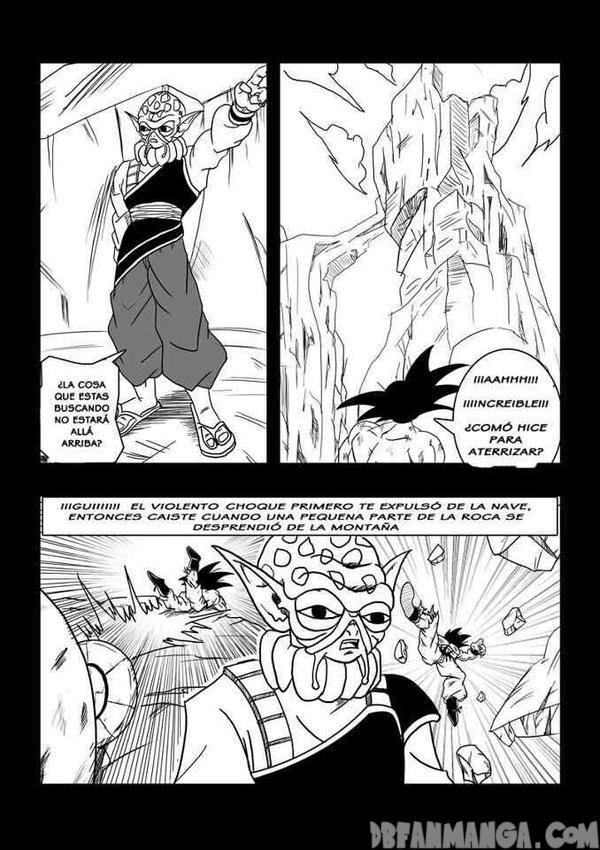 ¿LA COSA
QUE ESTAS
BUSCANDO
NO ESTARÁ
ALLÁ
ARRIBA?
¡¡¡AAHHH!!!
¡¡¡INCREIBLE!!!
¿COMÓ HICE
PARA
ATERRIZAR?
¡¡¡GUI!!!!!!! EL VIOLENTO CHOQUE PRIMERO TE EXPULSÓ DE LA NAVE,
ENTONCES CAISTE CUANDO UNA PEQUENA PARTE DE LA ROCA SE
DESPRENDIÓ DE LA MONTAÑA
DBFANMANGA.COM